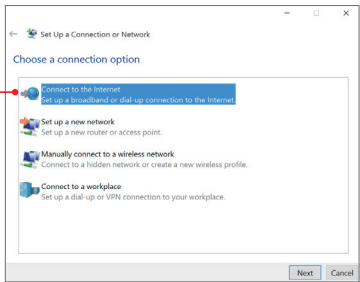 Set Up a Connection or Network
Choose a connection option
Connect to the Internet
Set up a broadband or dial-up connection to the Internet.
Set up a new network
Set up a new router or access point.
Manually connect to a wireless network
Connect to a hidden network or create a new wireless profile.
Connect to a workplace
Set up a dial-up or VPN connection to your workplace.
Next Cancel